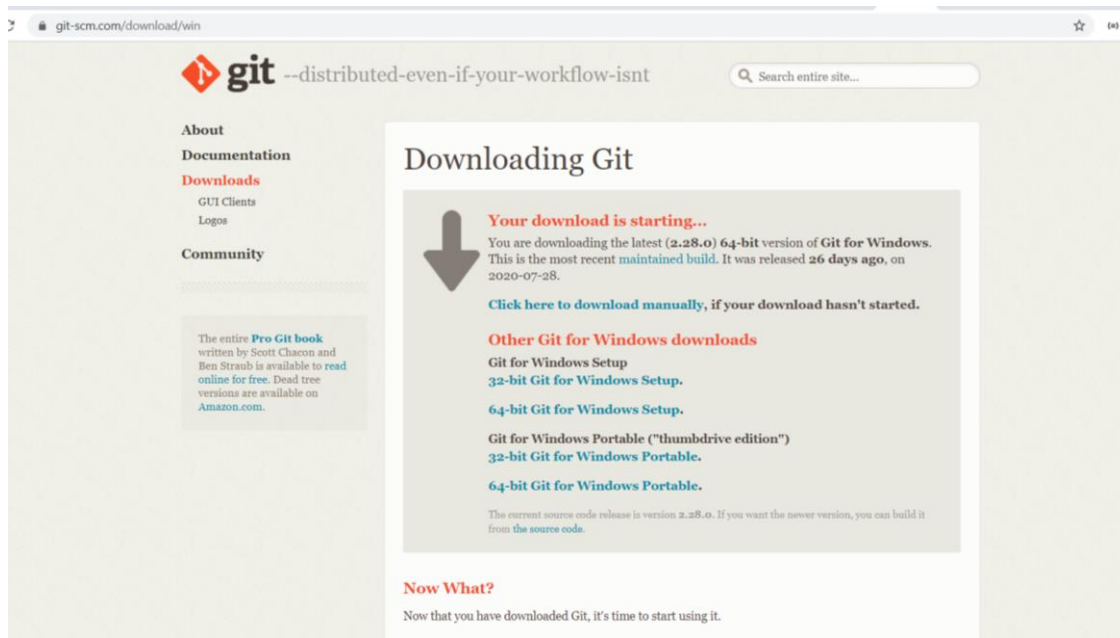 git-scm.com/download/win
git --distributed-even-if-your-workflow-isnt
Search entire site...
About
Documentation
Downloads
GUI Clients
Logos
Community
The entire Pro Git book
written by Scott Chacon and
Ben Straub is available to read
online for free. Dead tree
versions are available on
Amazon.com.
Downloading Git
Your download is starting...
You are downloading the latest (2.28.0) 64-bit version of Git for Windows.
This is the most recent maintained build. It was released 26 days ago, on
2020-07-28.
Click here to download manually, if your download hasn't started.
Other Git for Windows downloads
Git for Windows Setup
32-bit Git for Windows Setup.
64-bit Git for Windows Setup.
Git for Windows Portable ("thumbdrive edition")
32-bit Git for Windows Portable.
64-bit Git for Windows Portable.
The current source code release is version 2.28.0. If you want the newer version, you can build it
from the source code.
Now What?
Now that you have downloaded Git, it's time to start using it.